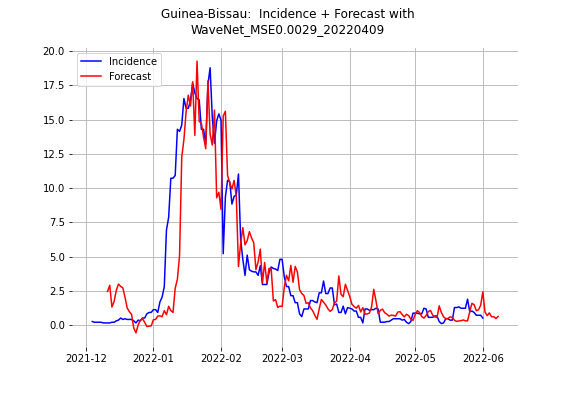 Guinea-Bissau:  Incidence + Forecast with
WaveNet_MSE0.0029_20220409
Incidence
Forecast
20.0
17.5
15.0
12.5
10.0
7.5
5.0
2.5
0.0
2021-12 2022-01 2022-02 2022-03 2022-04 2022-05 2022-06